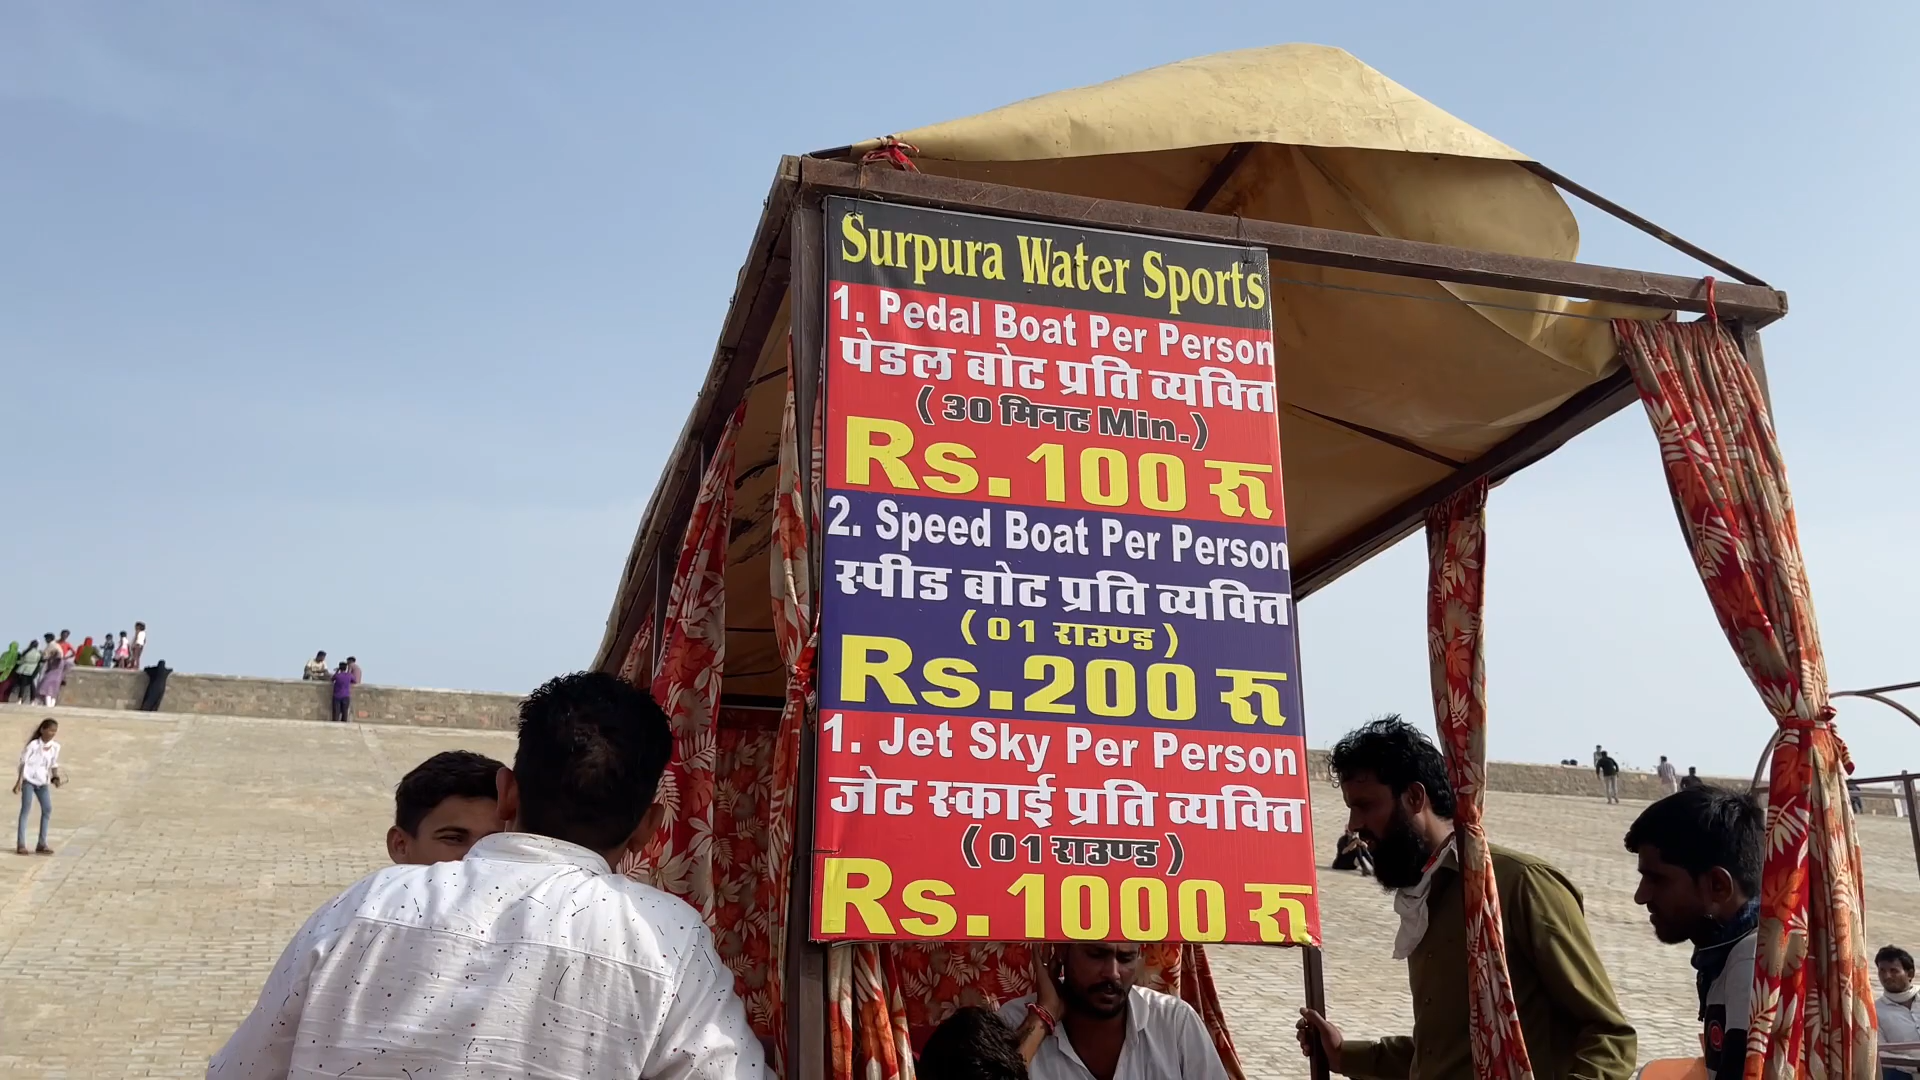 Surpura Water Sports
1. Pedal Boat Per Person
पेडल बोट प्रति व्यक्ति
( 30 मिनट Min.)
Rs. 100 रू
2. Speed Boat Per Person
स्पीड बोट प्रति व्यक्ति
( 01 राउण्ड )
Rs.200 रू
1. Jet Sky Per Person
जेट स्काई प्रति व्यक्ति
( 01 राउण्ड )
Rs. 1000 रू